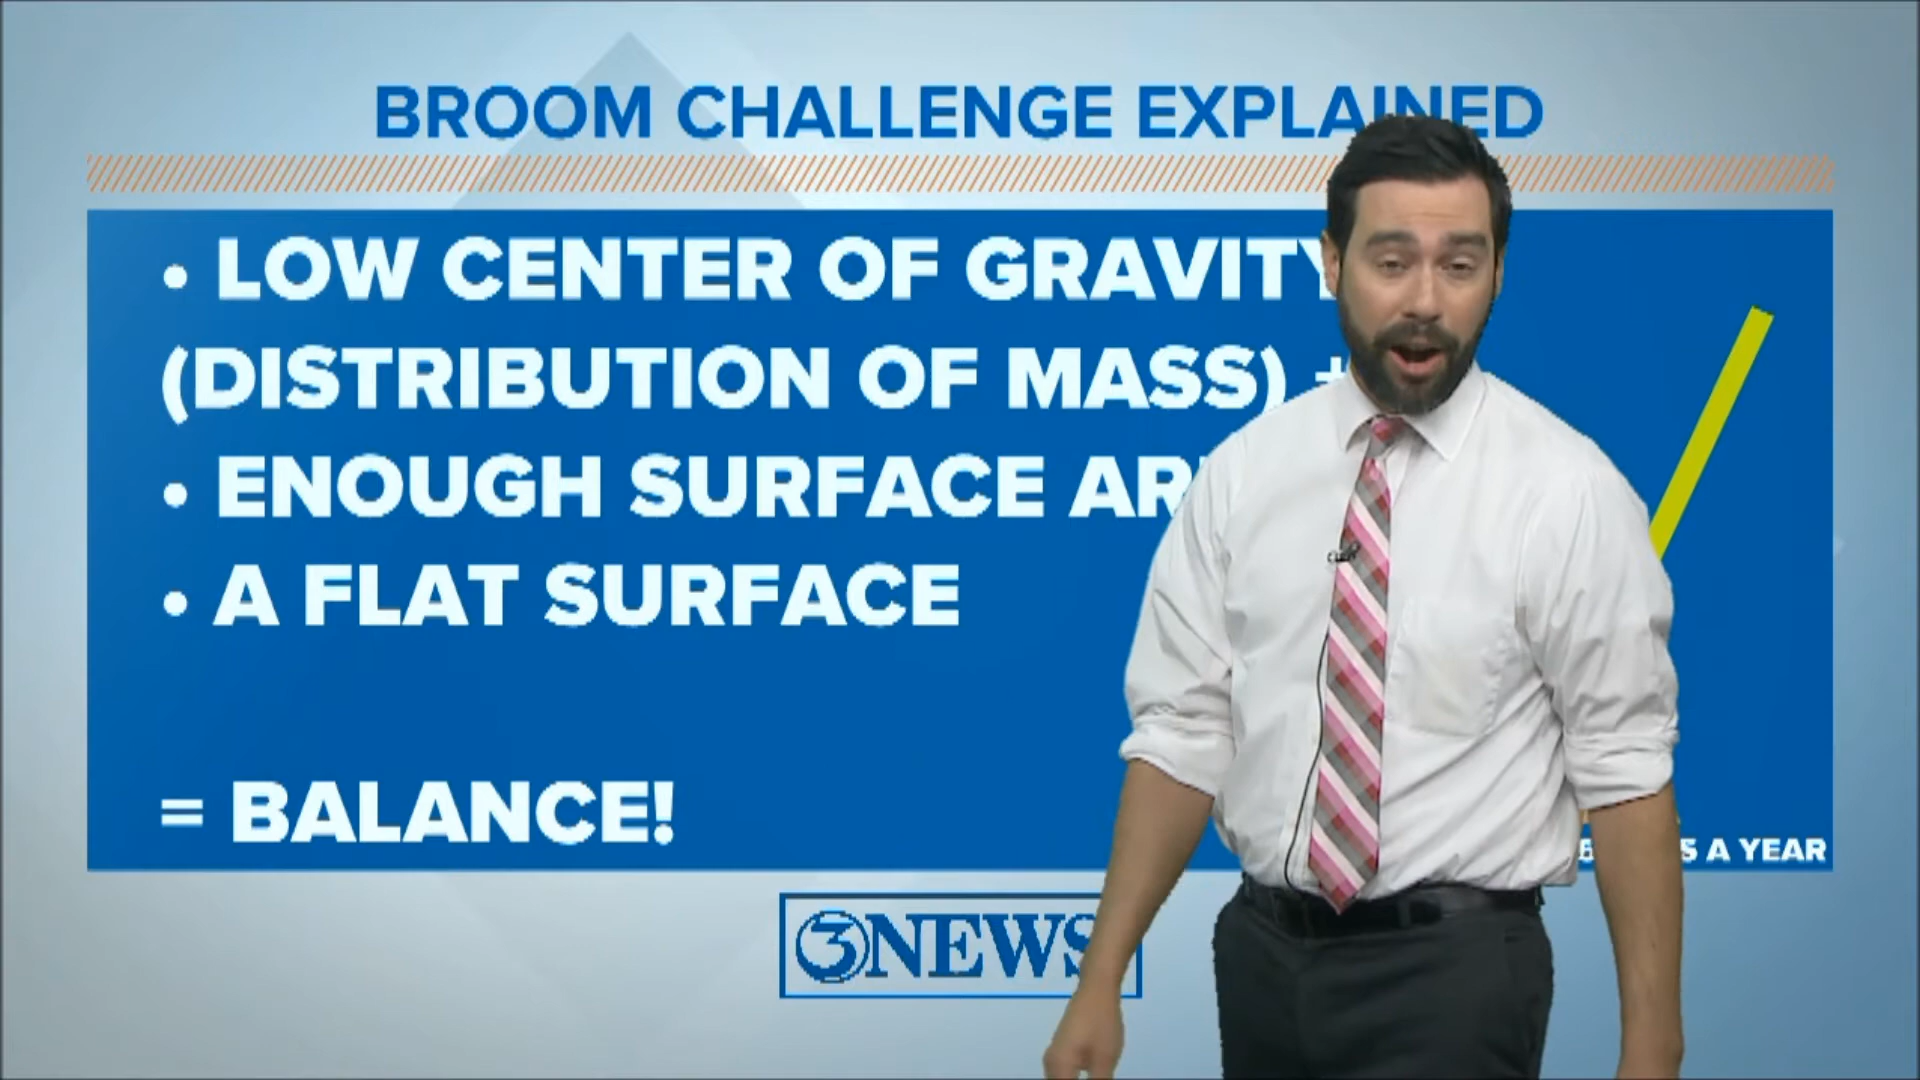 BROOM CHALLENGE EXPLAINED
• LOW CENTER OF GRAVITY
(DISTRIBUTION OF MASS) +
• ENOUGH SURFACE
• A FLAT SURFACE
= BALANCE!
A YEAR
3NEWS